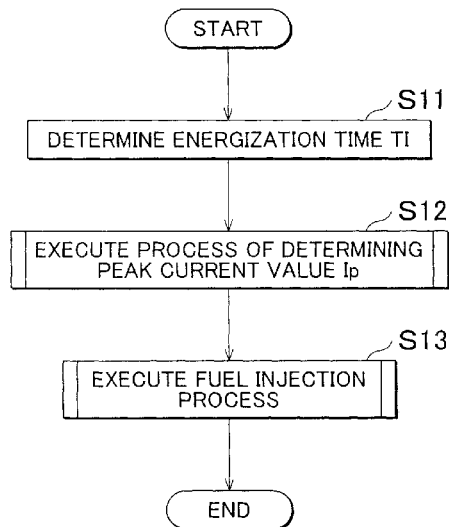 START
S11
DETERMINE ENERGIZATION TIME TI
S12
EXECUTE PROCESS OF DETERMINING
PEAK CURRENT VALUE Ip
S13
EXECUTE FUEL INJECTION
PROCESS
END